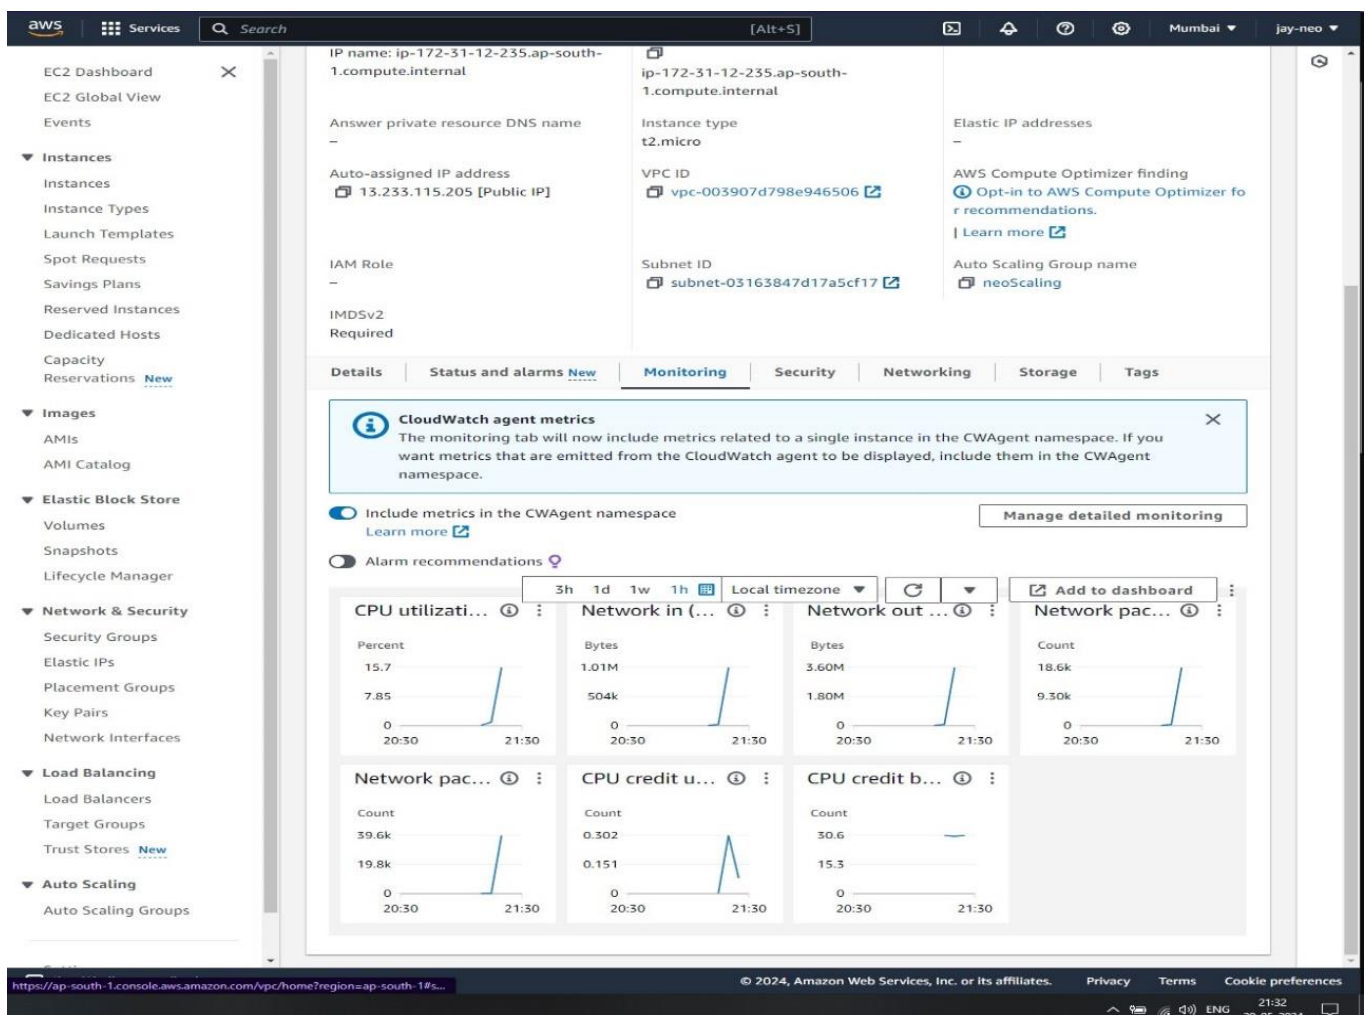 aws
Services
Search
[Alt+S]
Mumbai
jay-neo
EC2 Dashboard
EC2 Global View
Events
Instances
Instances
Instance Types
Launch Templates
Spot Requests
Savings Plans
Reserved Instances
Dedicated Hosts
Capacity
Reservations New
Images
AMIs
AMI Catalog
Elastic Block Store
Volumes
Snapshots
Lifecycle Manager
Network & Security
Security Groups
Elastic IPs
Placement Groups
Key Pairs
Network Interfaces
Load Balancing
Load Balancers
Target Groups
Trust Stores New
Auto Scaling
Auto Scaling Groups
IP name: ip-172-31-12-235.ap-south-
1.compute.internal
ip-172-31-12-235.ap-south-
1.compute.internal
Answer private resource DNS name
–
Instance type
t2.micro
Elastic IP addresses
–
Auto-assigned IP address
13.233.115.205 [Public IP]
VPC ID
vpc-003907d798e946506
AWS Compute Optimizer finding
Opt-in to AWS Compute Optimizer fo
r recommendations.
| Learn more
IAM Role
–
Subnet ID
subnet-03163847d17a5cf17
Auto Scaling Group name
neoScaling
IMDSv2
Required
Details
Status and alarms New
Monitoring
Security
Networking
Storage
Tags
CloudWatch agent metrics
The monitoring tab will now include metrics related to a single instance in the CWAgent namespace. If you
want metrics that are emitted from the CloudWatch agent to be displayed, include them in the CWAgent
namespace.
Include metrics in the CWAgent namespace
Learn more
Manage detailed monitoring
Alarm recommendations
3h 1d 1w 1h Local timezone
Add to dashboard
CPU utilizati...
Percent
15.7
7.85
0
20:30 21:30
Network in (...
Bytes
1.01M
504k
0
20:30 21:30
Network out ...
Bytes
3.60M
1.80M
0
20:30 21:30
Network pac...
Count
18.6k
9.30k
0
20:30 21:30
Network pac...
Count
39.6k
19.8k
0
20:30 21:30
CPU credit u...
Count
0.302
0.151
0
20:30 21:30
CPU credit b...
Count
30.6
15.3
0
20:30 21:30
https://ap-south-1.console.aws.amazon.com/vpc/home?region=ap-south-1#s...
© 2024, Amazon Web Services, Inc. or its affiliates.
Privacy
Terms
Cookie preferences
ENG
21:32